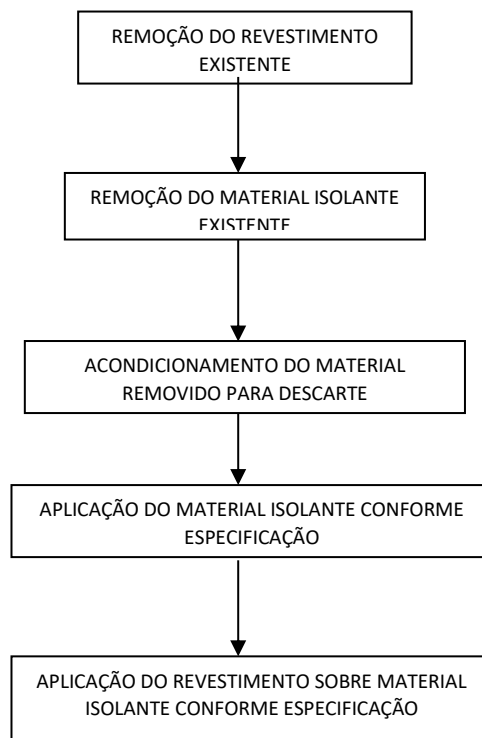 REMOÇÃO DO REVESTIMENTO
EXISTENTE
REMOÇÃO DO MATERIAL ISOLANTE
EXISTENTE
ACONDICIONAMENTO DO MATERIAL
REMOVIDO PARA DESCARTE
APLICAÇÃO DO MATERIAL ISOLANTE CONFORME
ESPECIFICAÇÃO
APLICAÇÃO DO REVESTIMENTO SOBRE MATERIAL
ISOLANTE CONFORME ESPECIFICAÇÃO